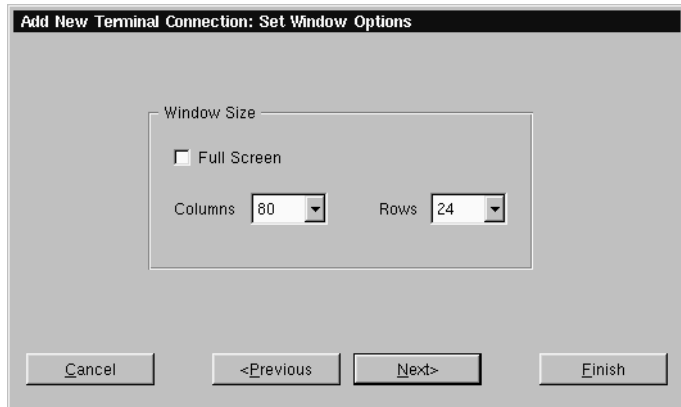 Add New Terminal Connection: Set Window Options
Window Size
Full Screen
Columns 80 Rows 24
Cancel <Previous Next> Finish